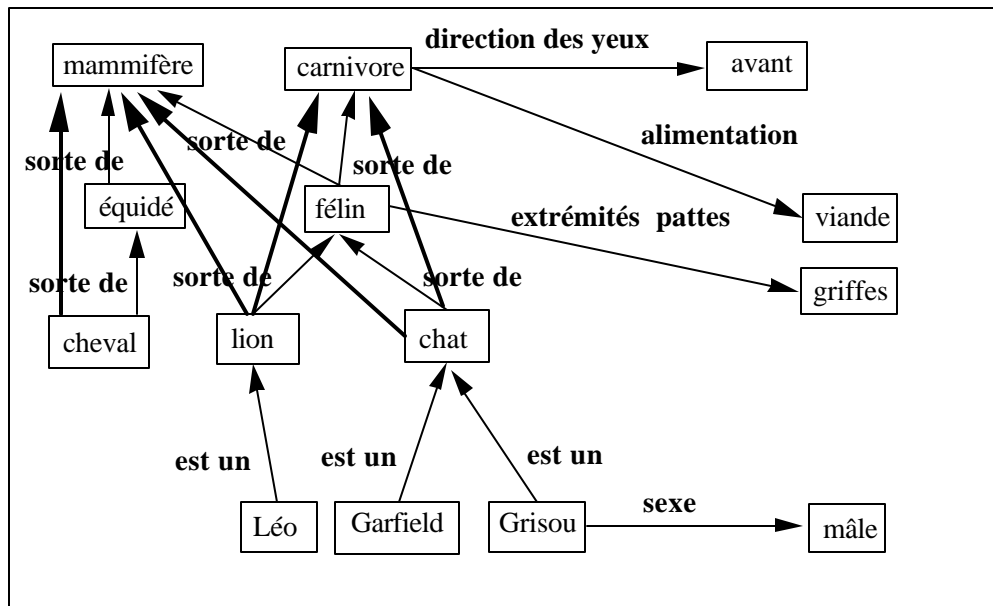 direction des yeux
mammifère
carnivore
avant
sorte de
sorte de
sorte de
alimentation
équidé
félin
extrémités pattes
viande
sorte de
sorte de
sorte de
griffes
cheval
lion
chat
est un
est un
est un
Léo
Garfield
Grisou
sexe
mâle